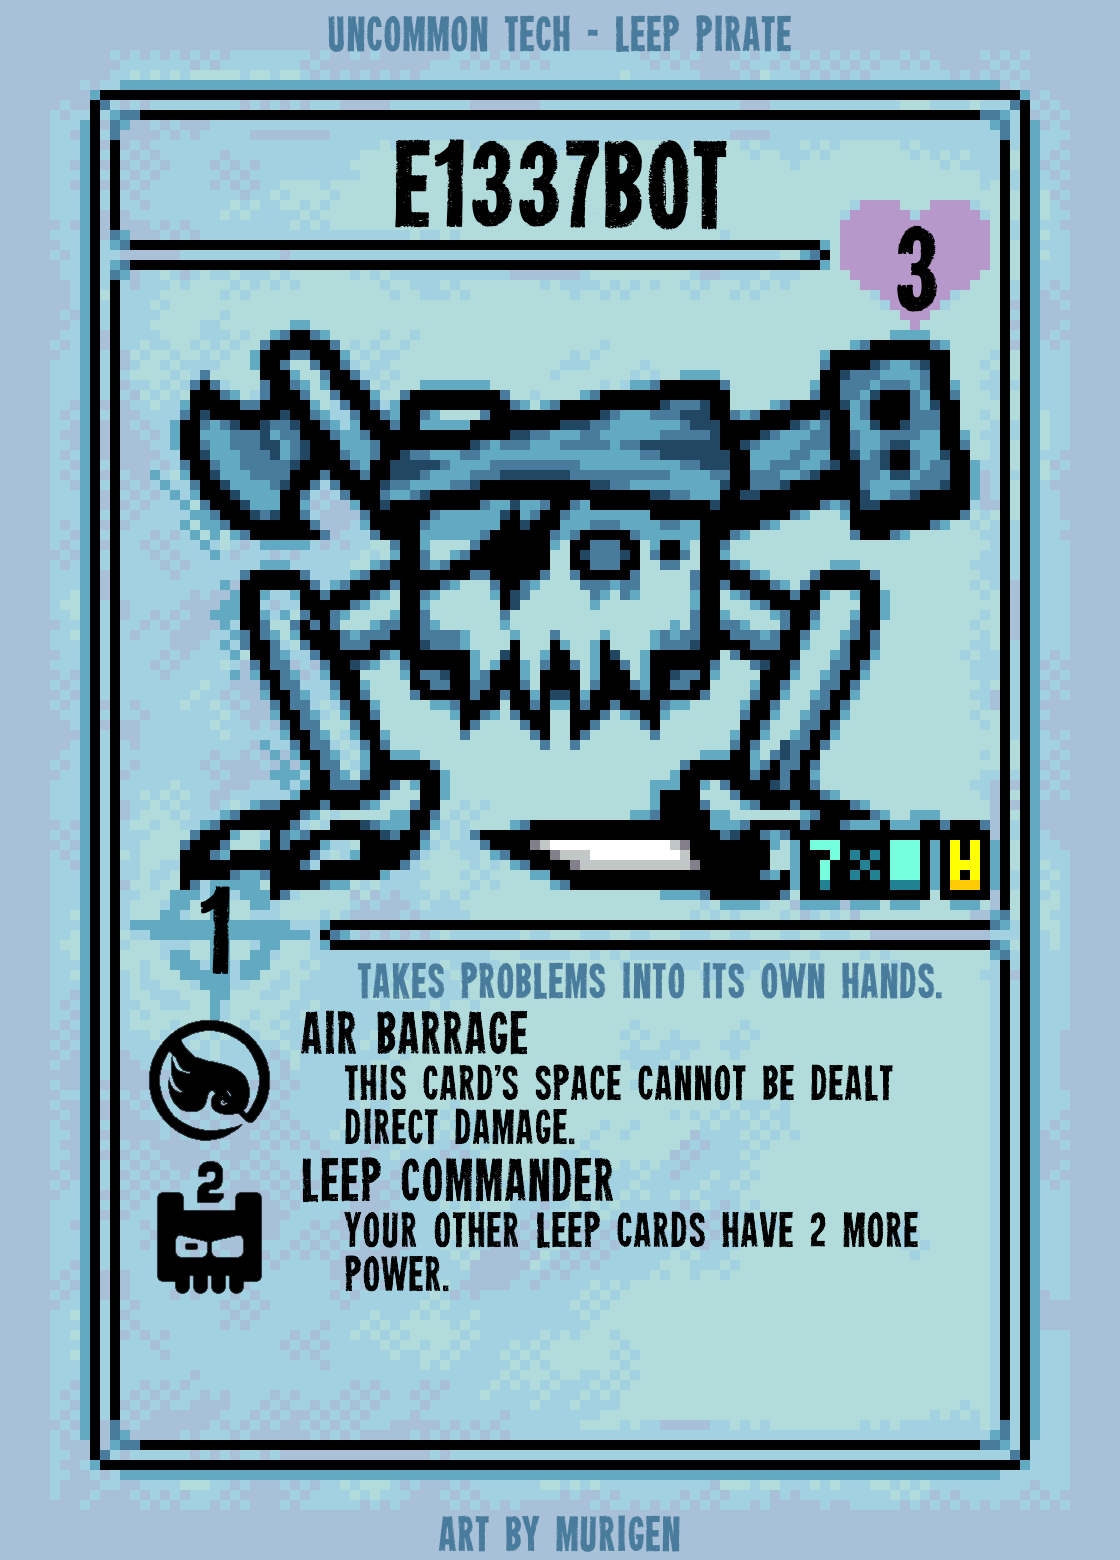 UNCOMMON TECH - LEEP PIRATE
E1337BOT
3
1
TAKES PROBLEMS INTO ITS OWN HANDS.
AIR BARRAGE
THIS CARD'S SPACE CANNOT BE DEALT
DIRECT DAMAGE.
2
LEEP COMMANDER
YOUR OTHER LEEP CARDS HAVE 2 MORE
POWER.
ART BY MURIGEN